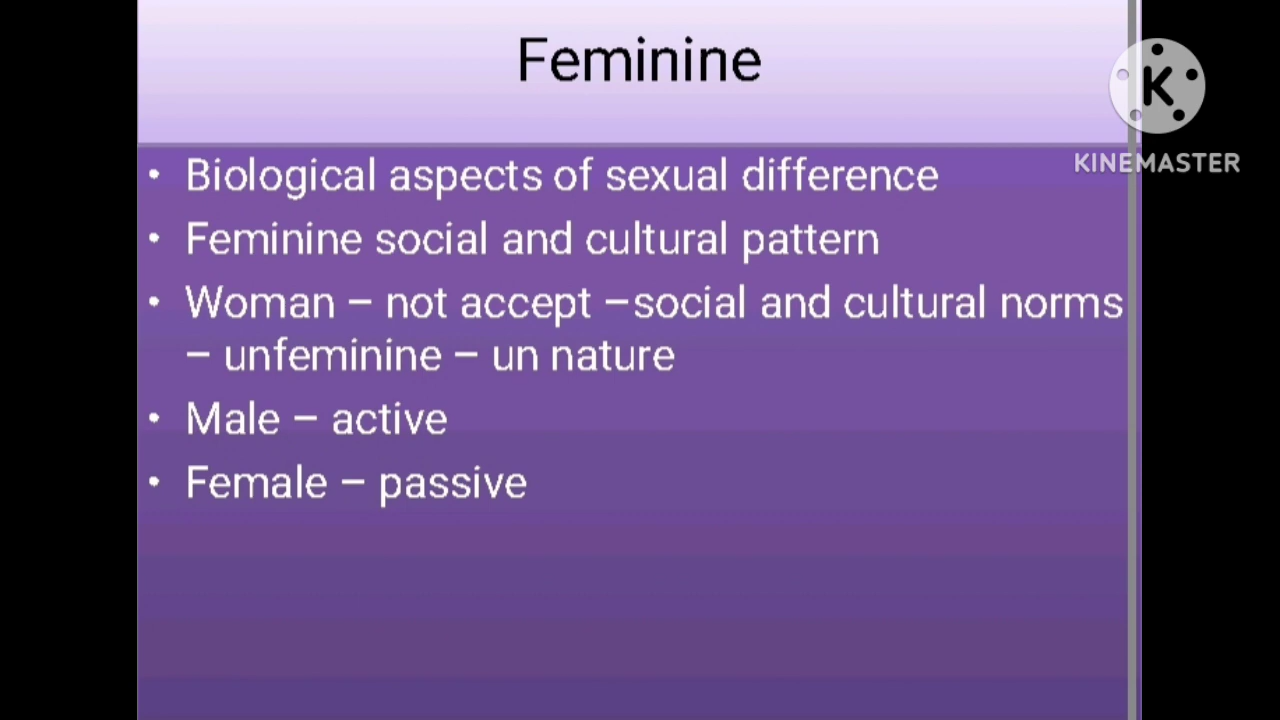 Feminine
K
KINEMASTER
• Biological aspects of sexual difference
• Feminine social and cultural pattern
• Woman – not accept –social and cultural norms
– unfeminine – un nature
• Male – active
• Female – passive